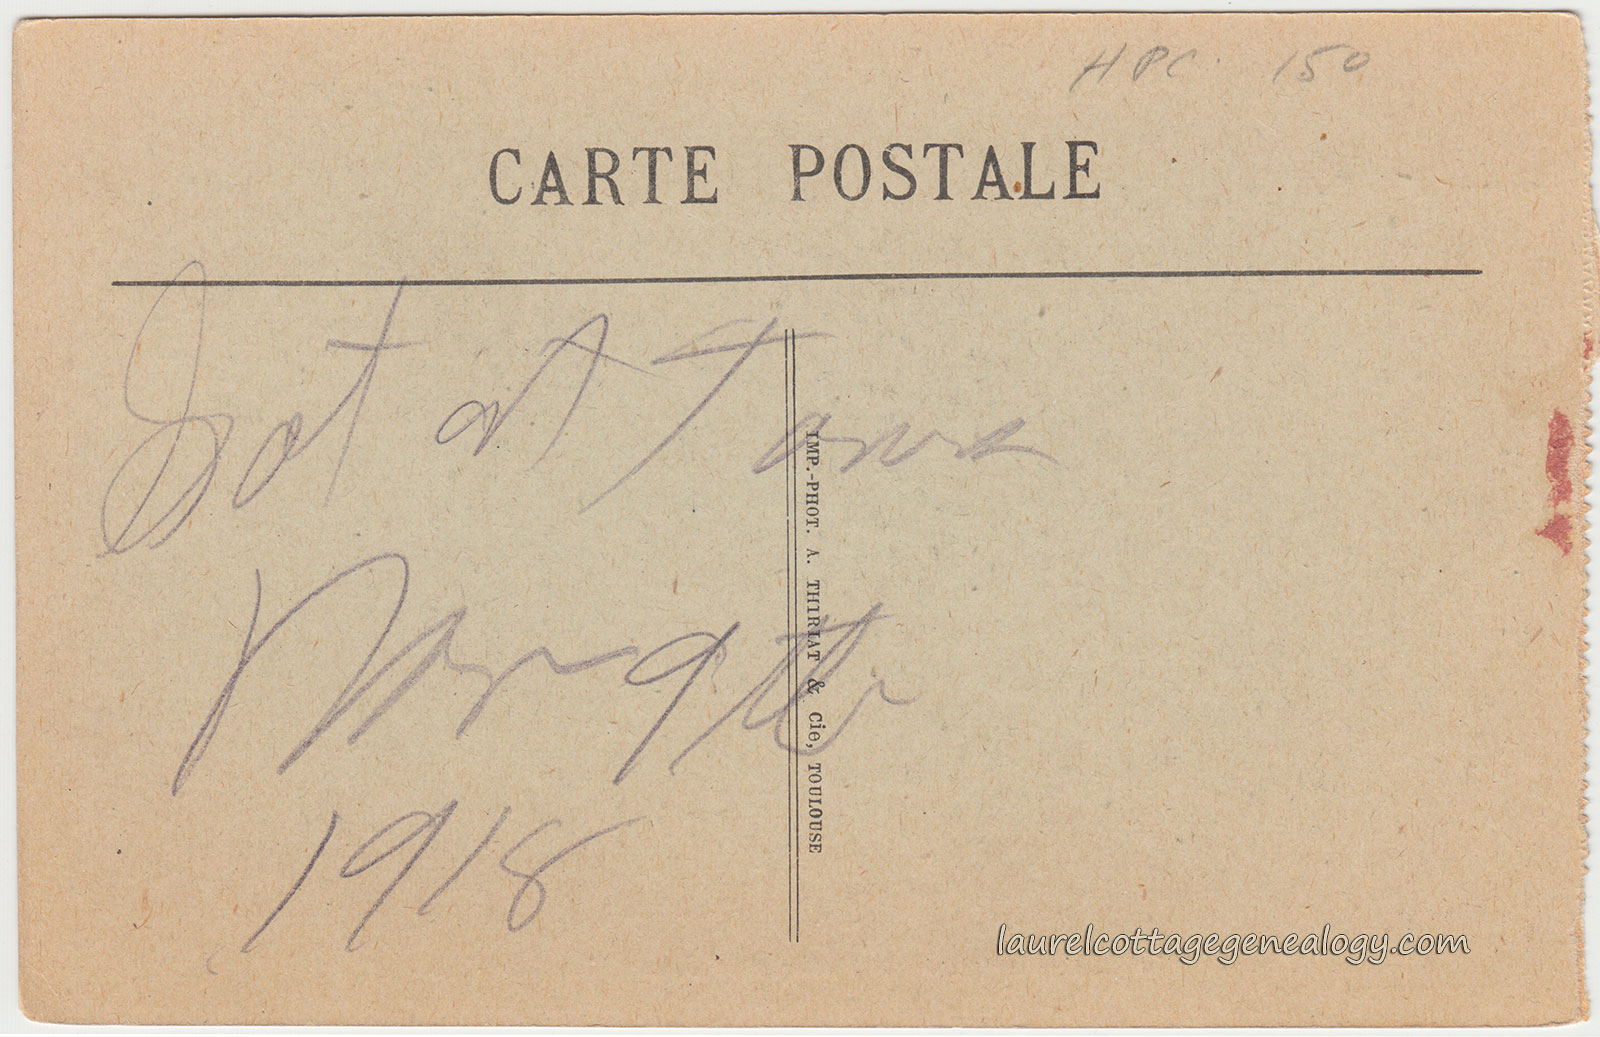 HPC. 150
CARTE POSTALE
Got at Tours
1918
IMP.-PHOT. A. THIRIAT & Cie, TOULOUSE
laurelcottagegenealogy.com